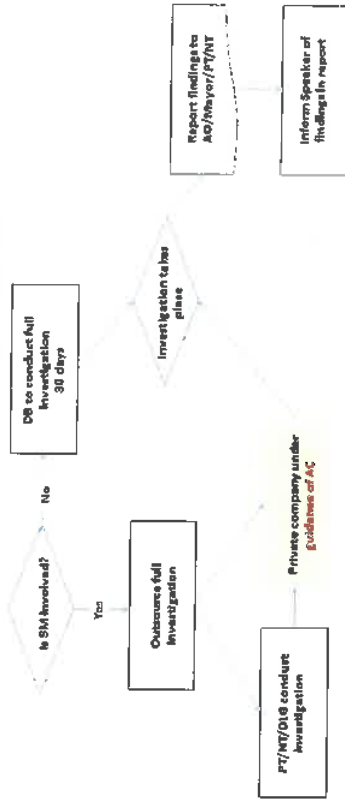 Is SM Involved?
No
DB to conduct full
Investigation
30 days
Yes
Outsource full
Investigation
Investigation takes
place
Report findings to
AO/Mayor/PT/NT
PT/NT/DLG conduct
Investigation
Private company under
guidance of AC
Inform Speaker of
findings in report